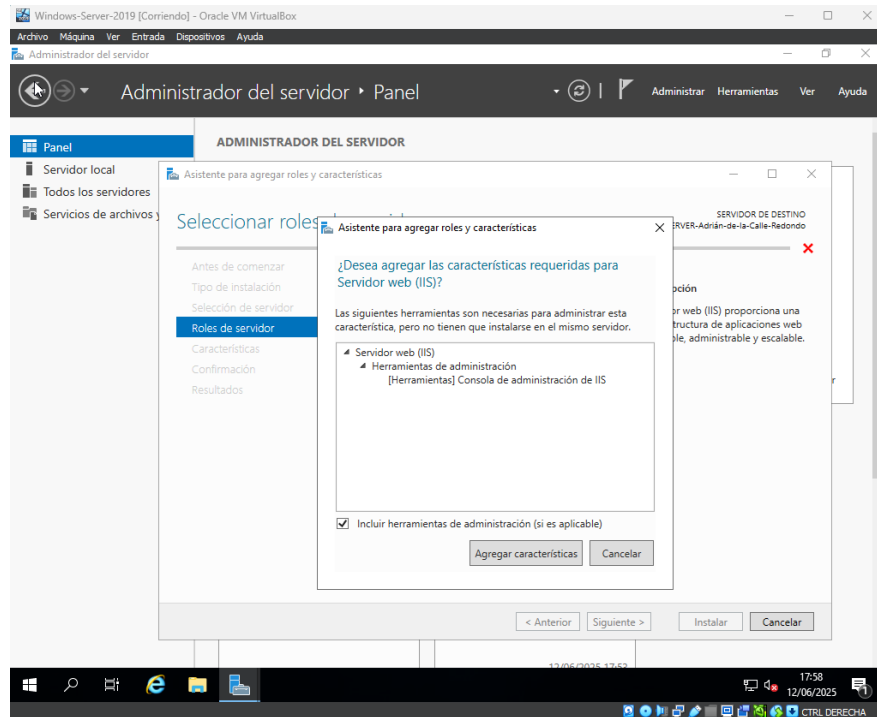 Windows-Server-2019 [Corriendo] - Oracle VM VirtualBox
Archivo Máquina Ver Entrada Dispositivos Ayuda
Administrador del servidor
Administrador del servidor Panel
Administrar Herramientas Ver Ayuda
Panel
Servidor local
Todos los servidores
Servicios de archivos y
ADMINISTRADOR DEL SERVIDOR
Asistente para agregar roles y características
Seleccionar roles
SERVIDOR DE DESTINO
Adrián-de-la-Calle-Redondo
Antes de comenzar
Tipo de instalación
Selección de servidor
Roles de servidor
Características
Confirmación
Resultados
Asistente para agregar roles y características
¿Desea agregar las características requeridas para
Servidor web (IIS)?
Las siguientes herramientas son necesarias para administrar esta
característica, pero no tienen que instalarse en el mismo servidor.
Servidor web (IIS)
Herramientas de administración
[Herramientas] Consola de administración de IIS
Incluir herramientas de administración (si es aplicable)
Agregar características Cancelar
web (IIS) proporciona una
de aplicaciones web
administrable y escalable.
< Anterior Siguiente > Instalar Cancelar
12/06/2025 17:53
17:58
12/06/2025
1
CTRL DERECHA